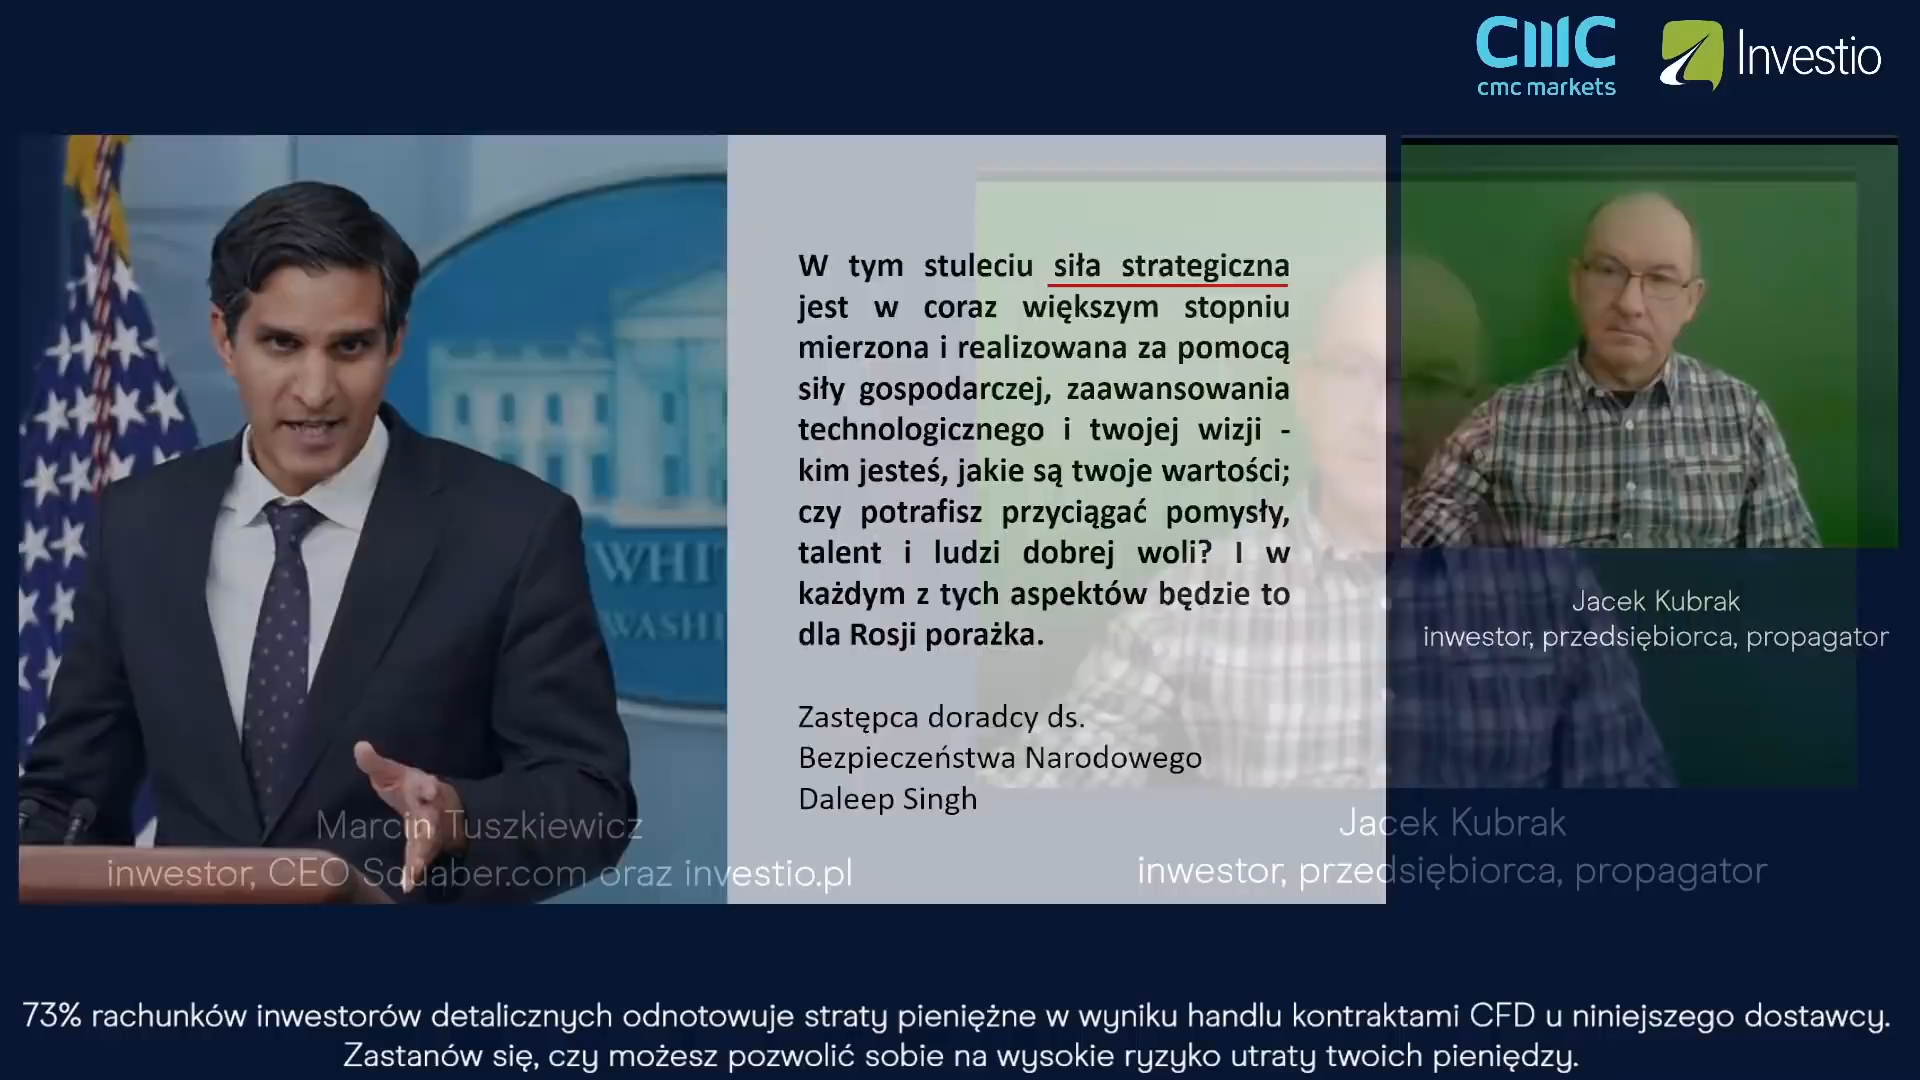 CMC
cmc markets
Investio
W tym stuleciu siła strategiczna
jest w coraz większym stopniu
mierzona i realizowana za pomocą
siły gospodarczej, zaawansowania
technologicznego i twojej wizji -
kim jesteś, jakie są twoje wartości;
czy potrafisz przyciągać pomysły,
talent i ludzi dobrej woli? I w
każdym z tych aspektów będzie to
dla Rosji porażka.
Zastępca doradcy ds.
Bezpieczeństwa Narodowego
Daleep Singh
WHI
WASHI
Jacek Kubrak
inwestor, przedsiębiorca, propagator
Marcin Tuszkiewicz
inwestor, CEO Squaber.com oraz investio.pl
Jacek Kubrak
inwestor, przedsiębiorca, propagator
73% rachunków inwestorów detalicznych odnotowuje straty pieniężne w wyniku handlu kontraktami CFD u niniejszego dostawcy.
Zastanów się, czy możesz pozwolić sobie na wysokie ryzyko utraty twoich pieniędzy.